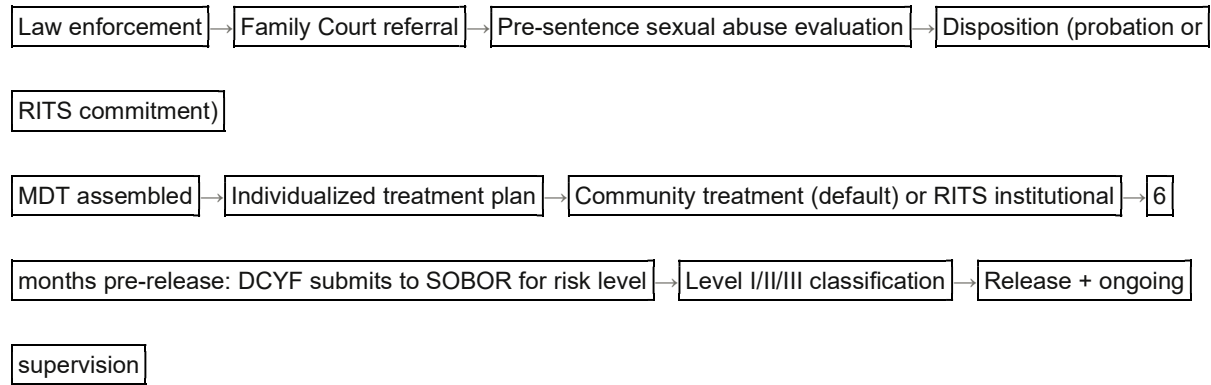 Law enforcement→Family Court referral→Pre-sentence sexual abuse evaluation→Disposition (probation or
RITS commitment)
MDT assembled→Individualized treatment plan→Community treatment (default) or RITS institutional→6
months pre-release: DCYF submits to SOBOR for risk level→Level I/II/III classification→Release + ongoing
supervision